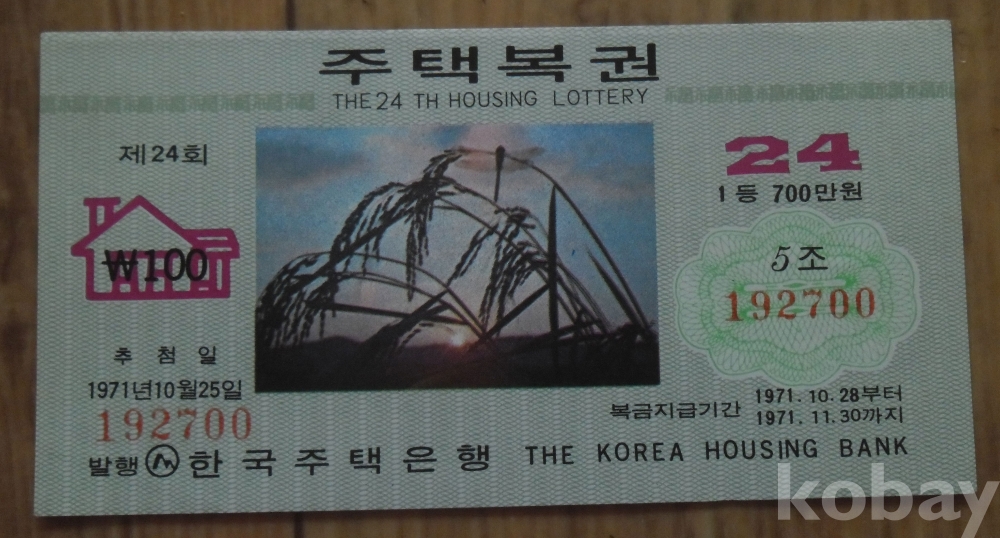 주택복권
THE 24 TH HOUSING LOTTERY
제24회
24
1등 700만원
₩100
5조
192700
추첨일
1971년10월25일
192700
복금지급기간
1971. 10. 28부터
1971. 11. 30까지
발행 한국주택은행 THE KOREA HOUSING BANK
kobay